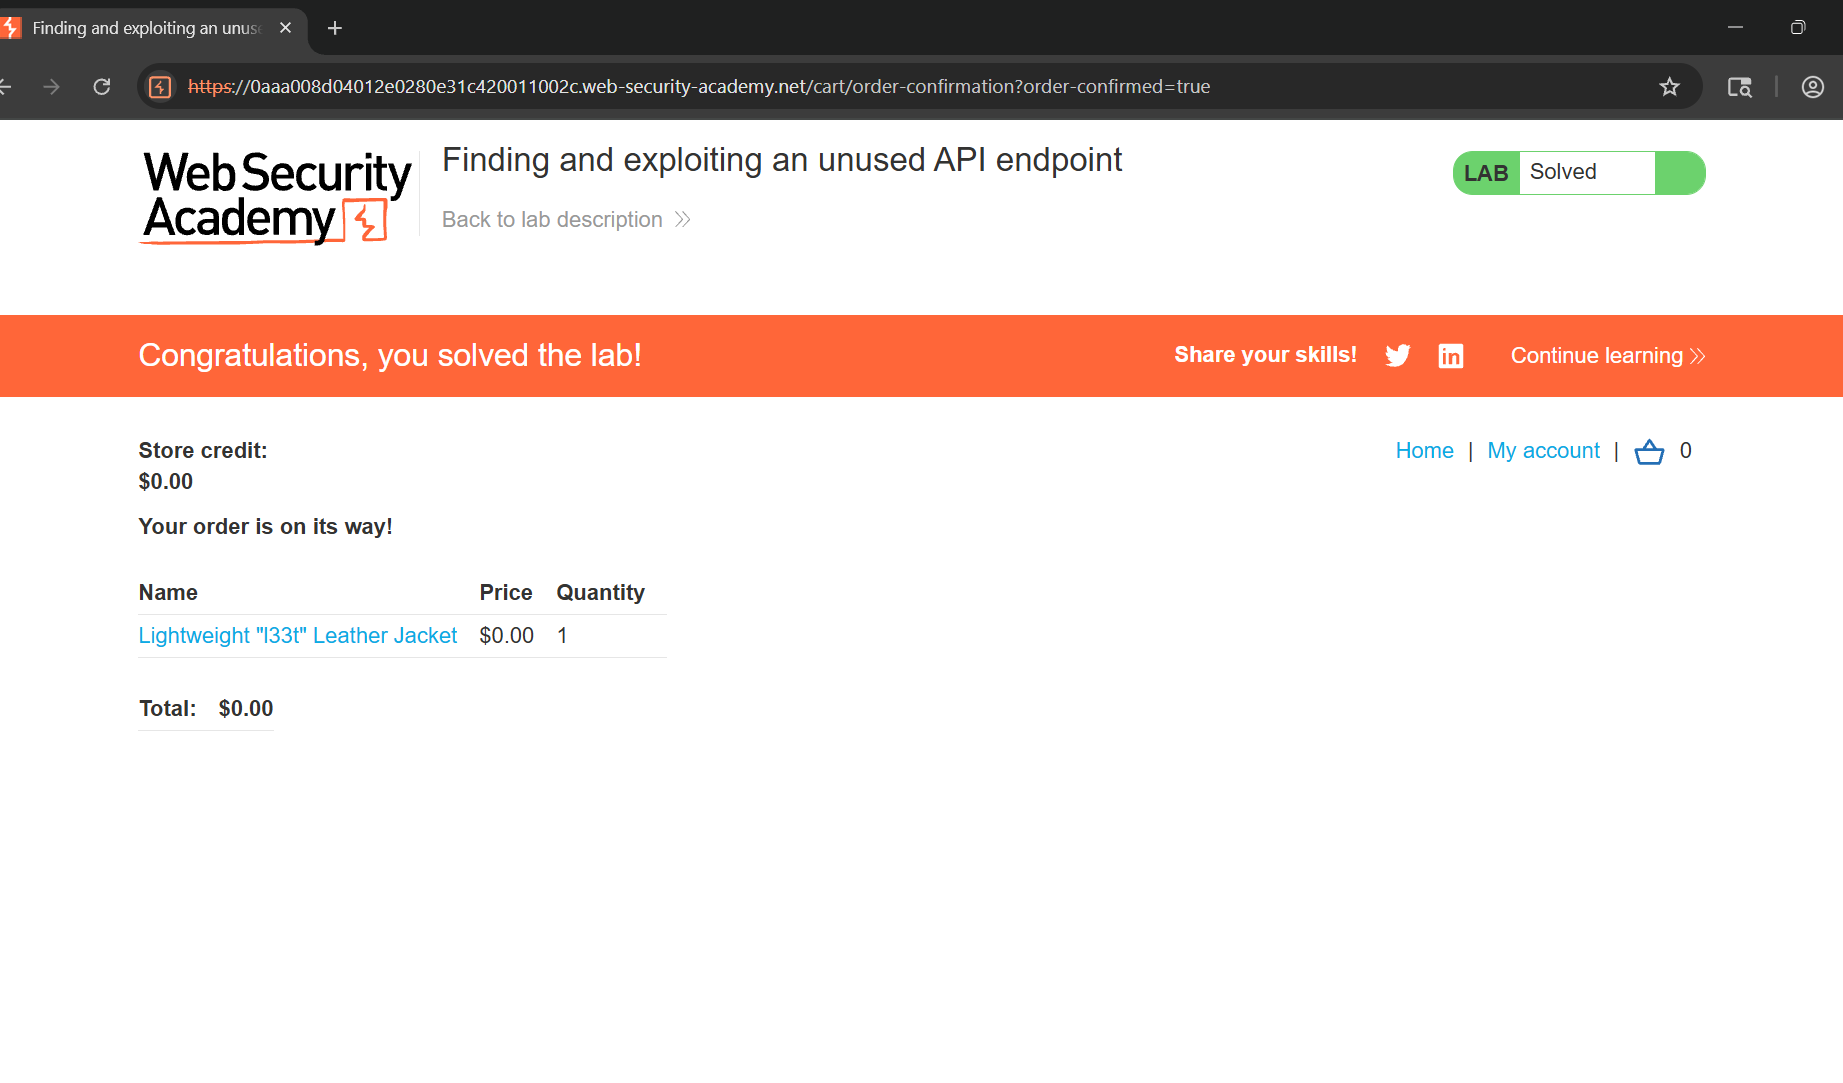 Finding and exploiting an unus
https://0aaa008d04012e0280e31c420011002c.web-security-academy.net/cart/order-confirmation?order-confirmed=true
Web Security
Academy
Finding and exploiting an unused API endpoint
Back to lab description
LAB Solved
Congratulations, you solved the lab!
Share your skills!
Continue learning
Store credit:
$0.00
Home | My account | 0
Your order is on its way!
Name Price Quantity
Lightweight "l33t" Leather Jacket $0.00 1
Total: $0.00